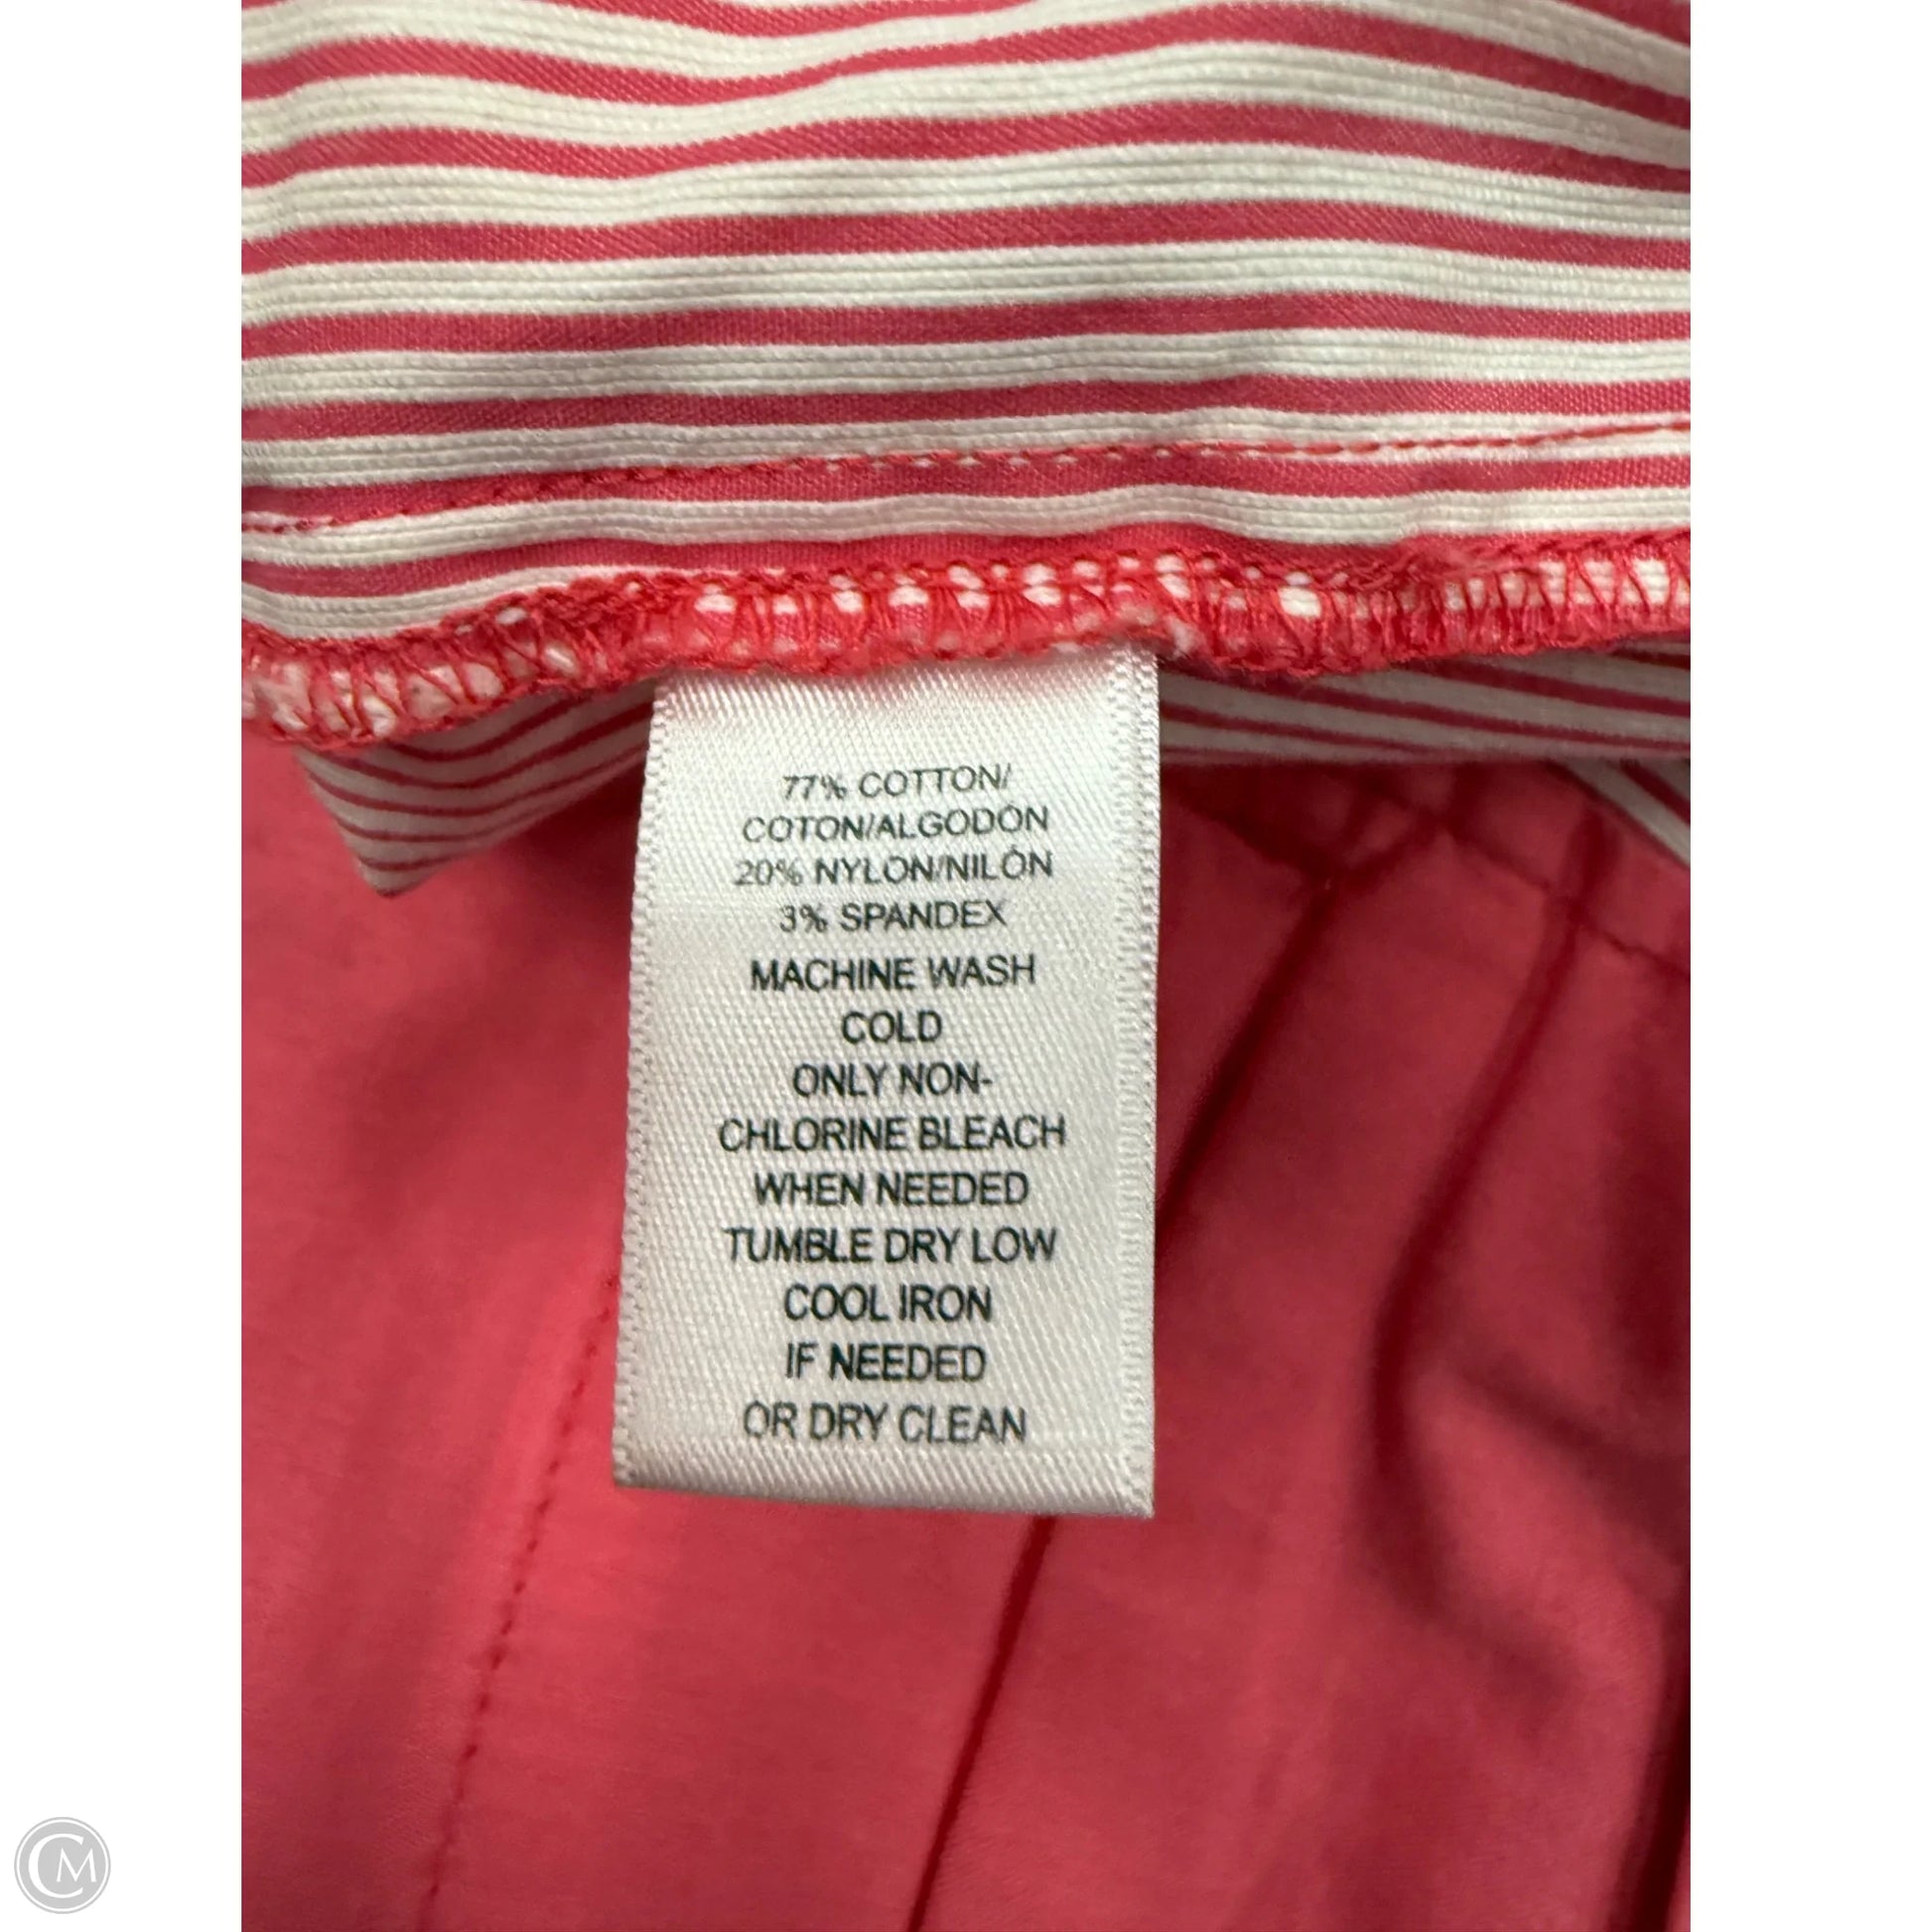 77% COTTON/
COTON/ALGODÓN
20% NYLON/NILÓN
3% SPANDEX
MACHINE WASH
COLD
ONLY NON-
CHLORINE BLEACH
WHEN NEEDED
TUMBLE DRY LOW
COOL IRON
IF NEEDED
OR DRY CLEAN
CM